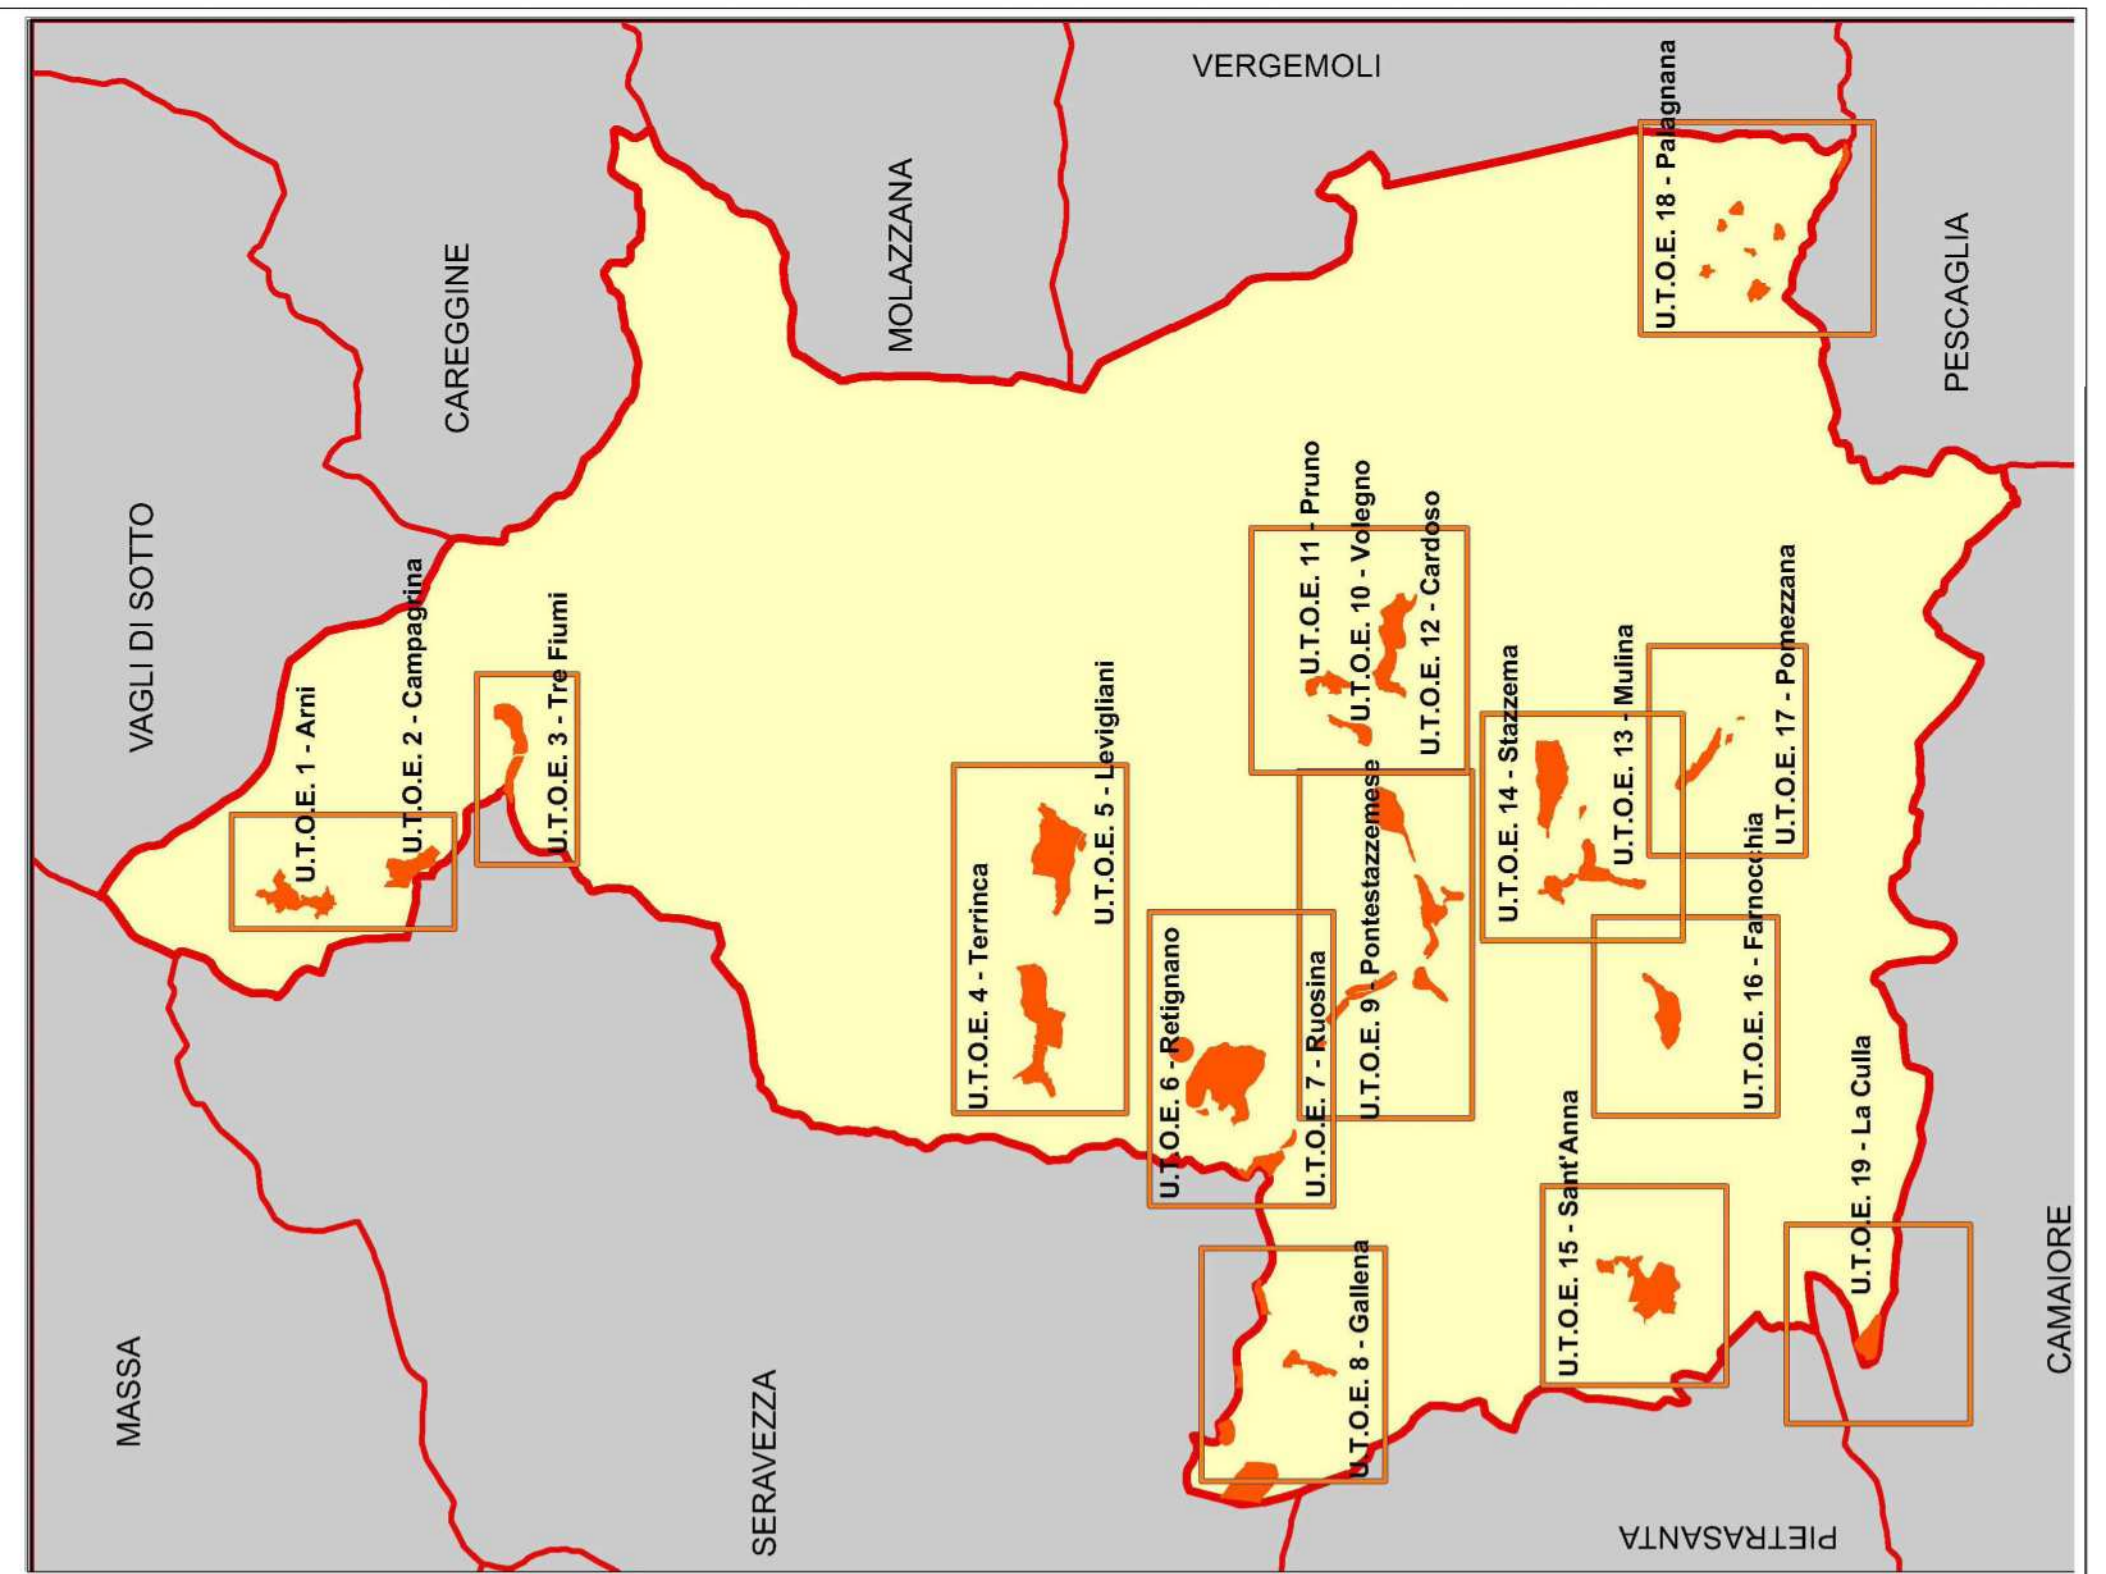 VERGEMOLI
MOLAZZANA
CAREGGINE
VAGLI DI SOTTO
PESCAGLIA
MASSA
SERAVEZZA
PIETRASANTA
CAMAIORE
U.T.O.E. 1 - Arni
U.T.O.E. 2 - Campagrina
U.T.O.E. 3 - Tre Fiumi
U.T.O.E. 4 - Terrinca
U.T.O.E. 5 - Levigliani
U.T.O.E. 6 - Retignano
U.T.O.E. 7 - Ruosina
U.T.O.E. 8 - Gallena
U.T.O.E. 9 - Pontestazzemese
U.T.O.E. 10 - Volegno
U.T.O.E. 11 - Pruno
U.T.O.E. 12 - Cardoso
U.T.O.E. 13 - Mulina
U.T.O.E. 14 - Stazzema
U.T.O.E. 15 - Sant'Anna
U.T.O.E. 16 - Farnocchia
U.T.O.E. 17 - Pomezzana
U.T.O.E. 18 - Palagnana
U.T.O.E. 19 - La Culla